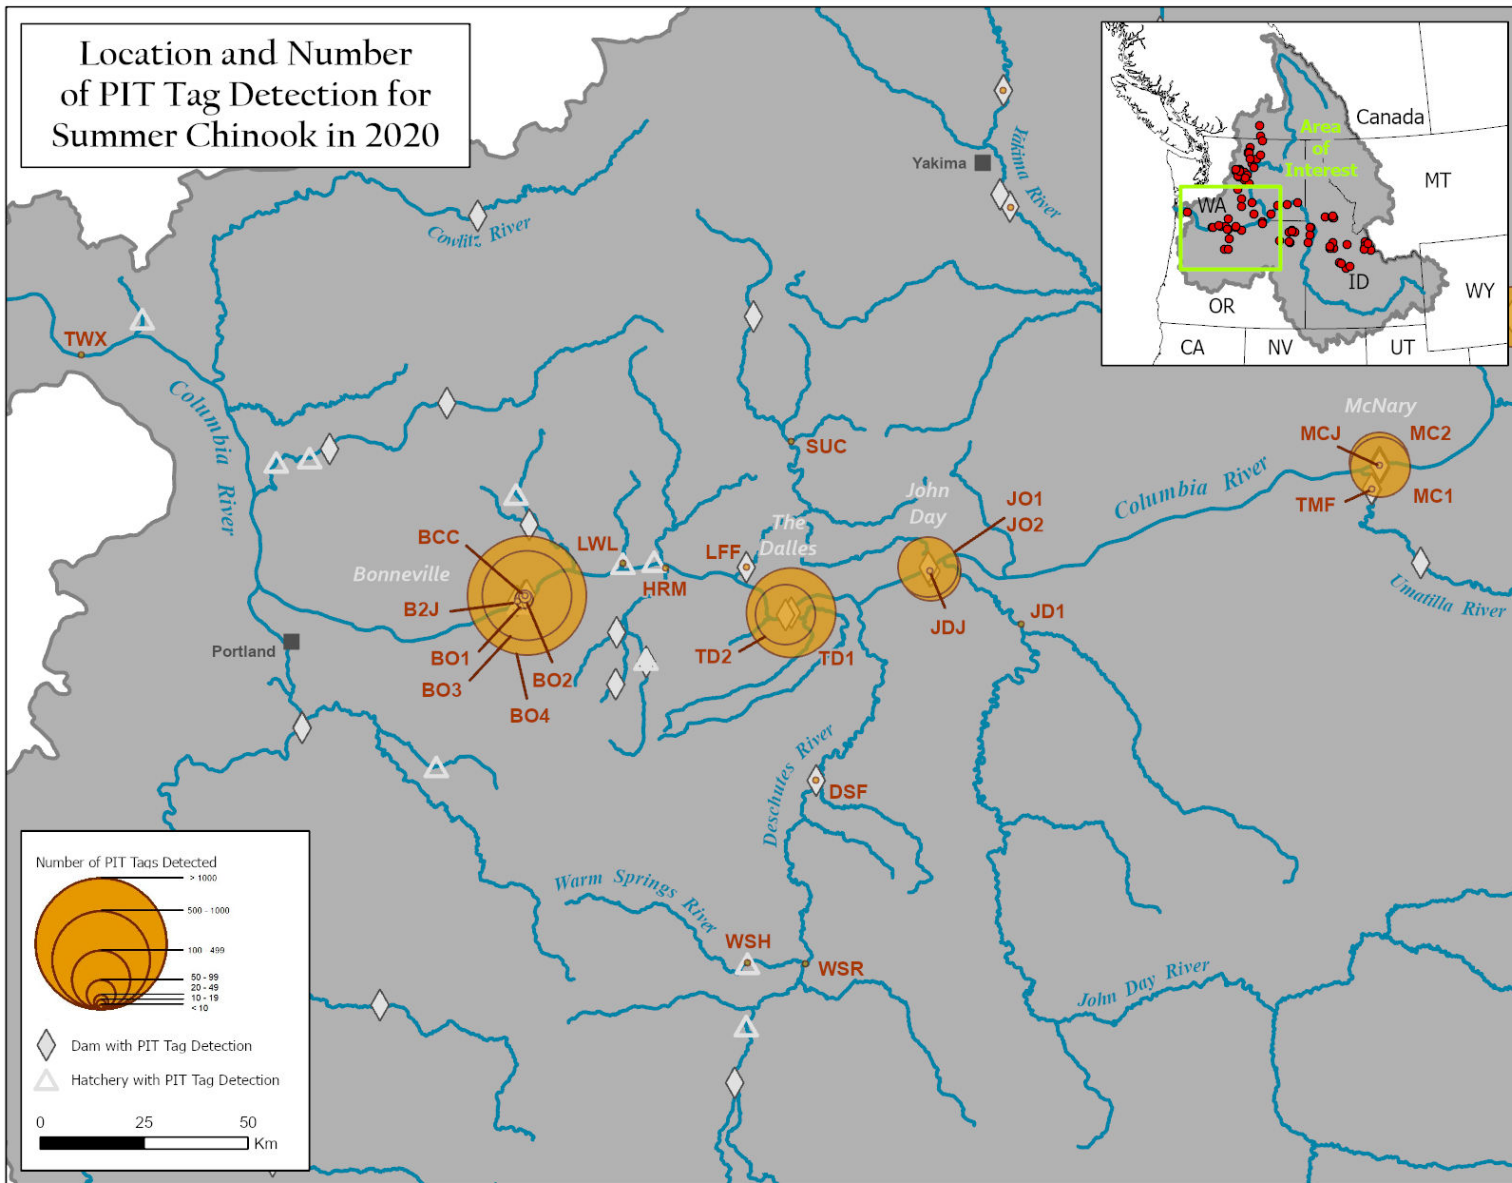 Location and Number
of PIT Tag Detection for
Summer Chinook in 2020
Canada
Area
of
Interest
MT
WA
ID
WY
OR
CA
NV
UT
Yakima
Yakima River
Cowlitz River
TWX
Columbia River
McNary
MCJ
MC2
SUC
Columbia River
TMF
MC1
John
Day
JO1
JO2
The
Dalles
BCC
LWL
LFF
Bonneville
HRM
B2J
Umatilla River
JDJ
JD1
Portland
BO1
TD2
TD1
BO3
BO2
BO4
Deschutes River
DSF
Warm Springs River
WSH
WSR
John Day River
Number of PIT Tags Detected
> 1000
500 - 1000
100 - 499
50 - 99
20 - 49
10 - 19
< 10
Dam with PIT Tag Detection
Hatchery with PIT Tag Detection
0 25 50
Km